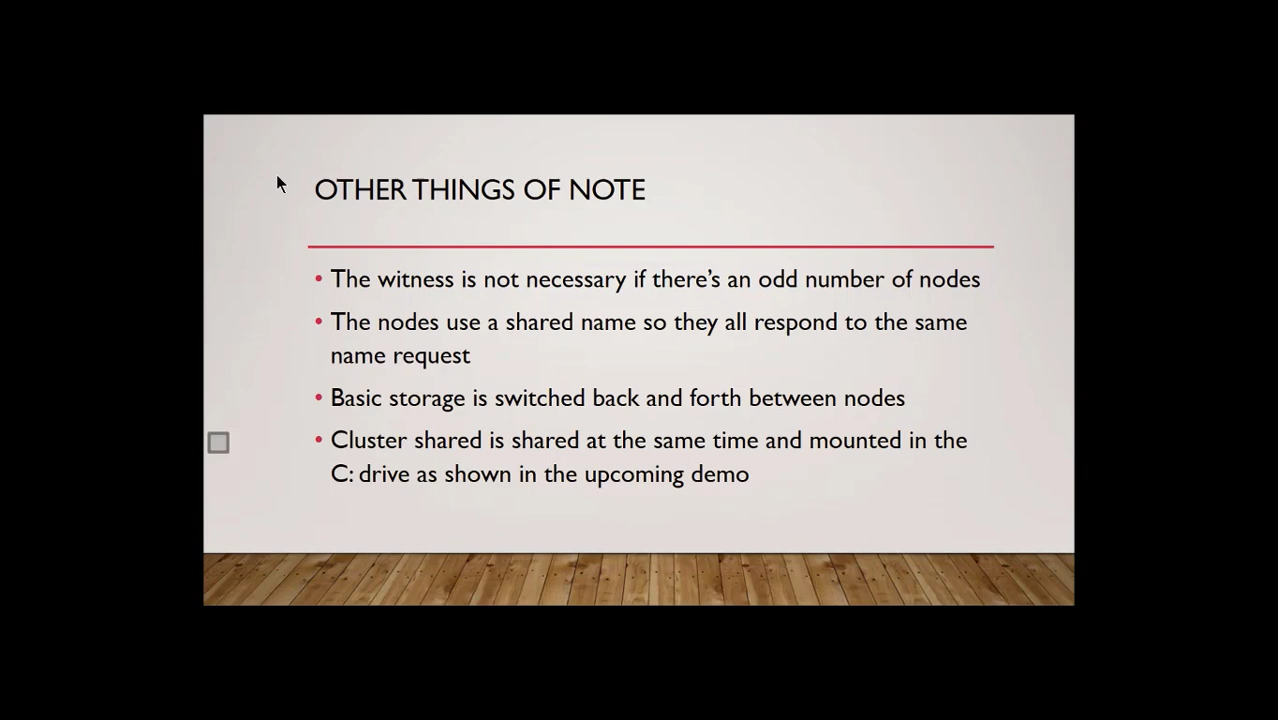 OTHER THINGS OF NOTE
• The witness is not necessary if there’s an odd number of nodes
• The nodes use a shared name so they all respond to the same
name request
• Basic storage is switched back and forth between nodes
• Cluster shared is shared at the same time and mounted in the
C: drive as shown in the upcoming demo